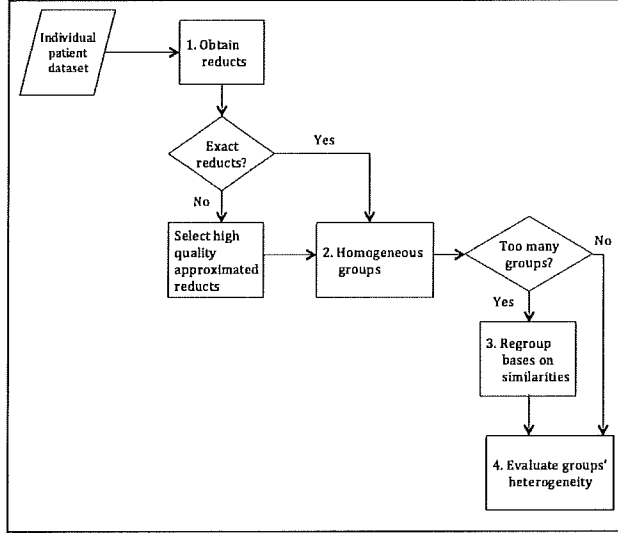 Individual
patient
dataset
1. Obtain
reducts
Exact
reducts?
Yes
No
Select high
quality
approximated
reducts
2. Homogeneous
groups
Too many
groups?
No
Yes
3. Regroup
bases on
similarities
4. Evaluate groups'
heterogeneity